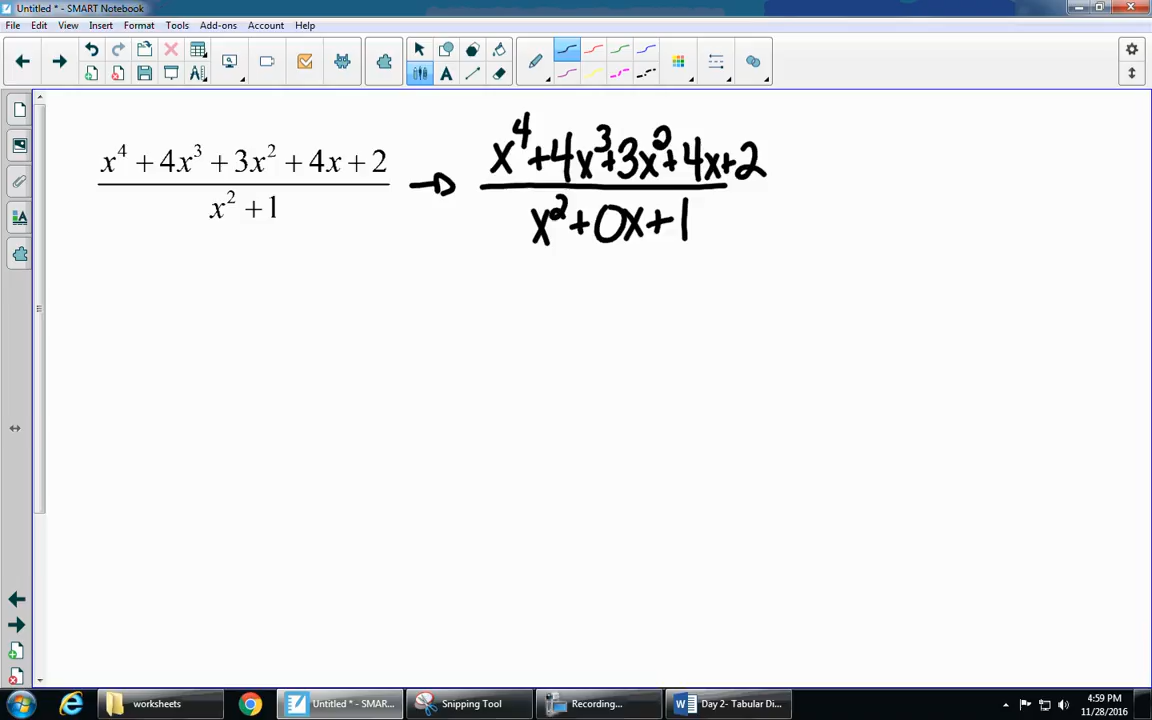 Untitled * - SMART Notebook
File Edit View Insert Format Tools Add-ons Account Help
x⁴ + 4x³ + 3x² + 4x + 2
x² + 1
x⁴+4x³+3x²+4x+2
x²+0x+1
worksheets
Untitled * - SMAR...
Snipping Tool
Recording...
Day 2- Tabular Di...
4:59 PM
11/28/2016